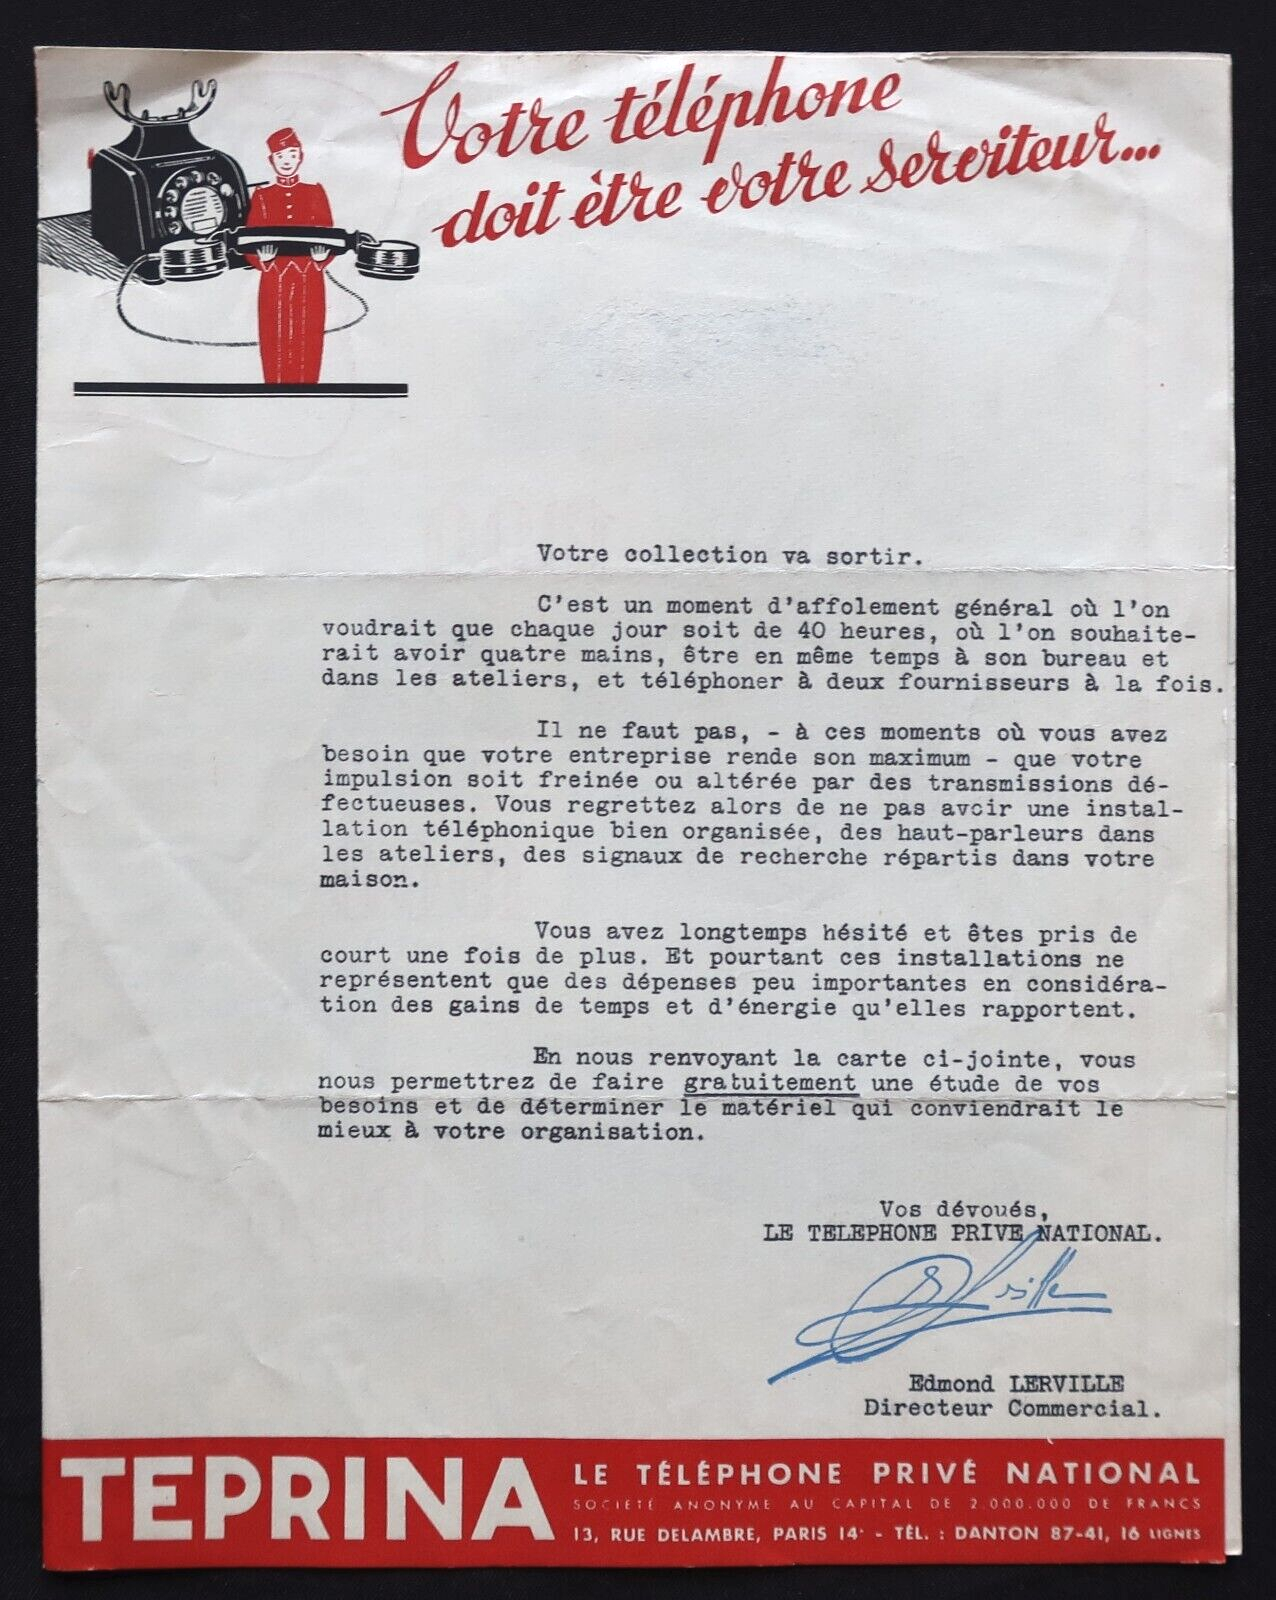 Votre téléphone
doit être votre serviteur...
Votre collection va sortir.
C'est un moment d'affolement général où l'on
voudrait que chaque jour soit de 40 heures, où l'on souhaite-
rait avoir quatre mains, être en même temps à son bureau et
dans les ateliers, et téléphoner à deux fournisseurs à la fois.
Il ne faut pas, - à ces moments où vous avez
besoin que votre entreprise rende son maximum - que votre
impulsion soit freinée ou altérée par des transmissions dé-
fectueuses. Vous regrettez alors de ne pas avoir une instal-
lation téléphonique bien organisée, des haut-parleurs dans
les ateliers, des signaux de recherche répartis dans votre
maison.
Vous avez longtemps hésité et êtes pris de
court une fois de plus. Et pourtant ces installations ne
représentent que des dépenses peu importantes en considéra-
tion des gains de temps et d'énergie qu'elles rapportent.
En nous renvoyant la carte ci-jointe, vous
nous permettrez de faire gratuitement une étude de vos
besoins et de déterminer le matériel qui conviendrait le
mieux à votre organisation.
Vos dévoués,
LE TELEPHONE PRIVE NATIONAL.
Edmond LERVILLE
Directeur Commercial.
TEPRINA
LE TÉLÉPHONE PRIVÉ NATIONAL
SOCIÉTÉ ANONYME AU CAPITAL DE 2.000.000 DE FRANCS
13, RUE DELAMBRE, PARIS 14e - TÉL. : DANTON 87-41, 16 LIGNES